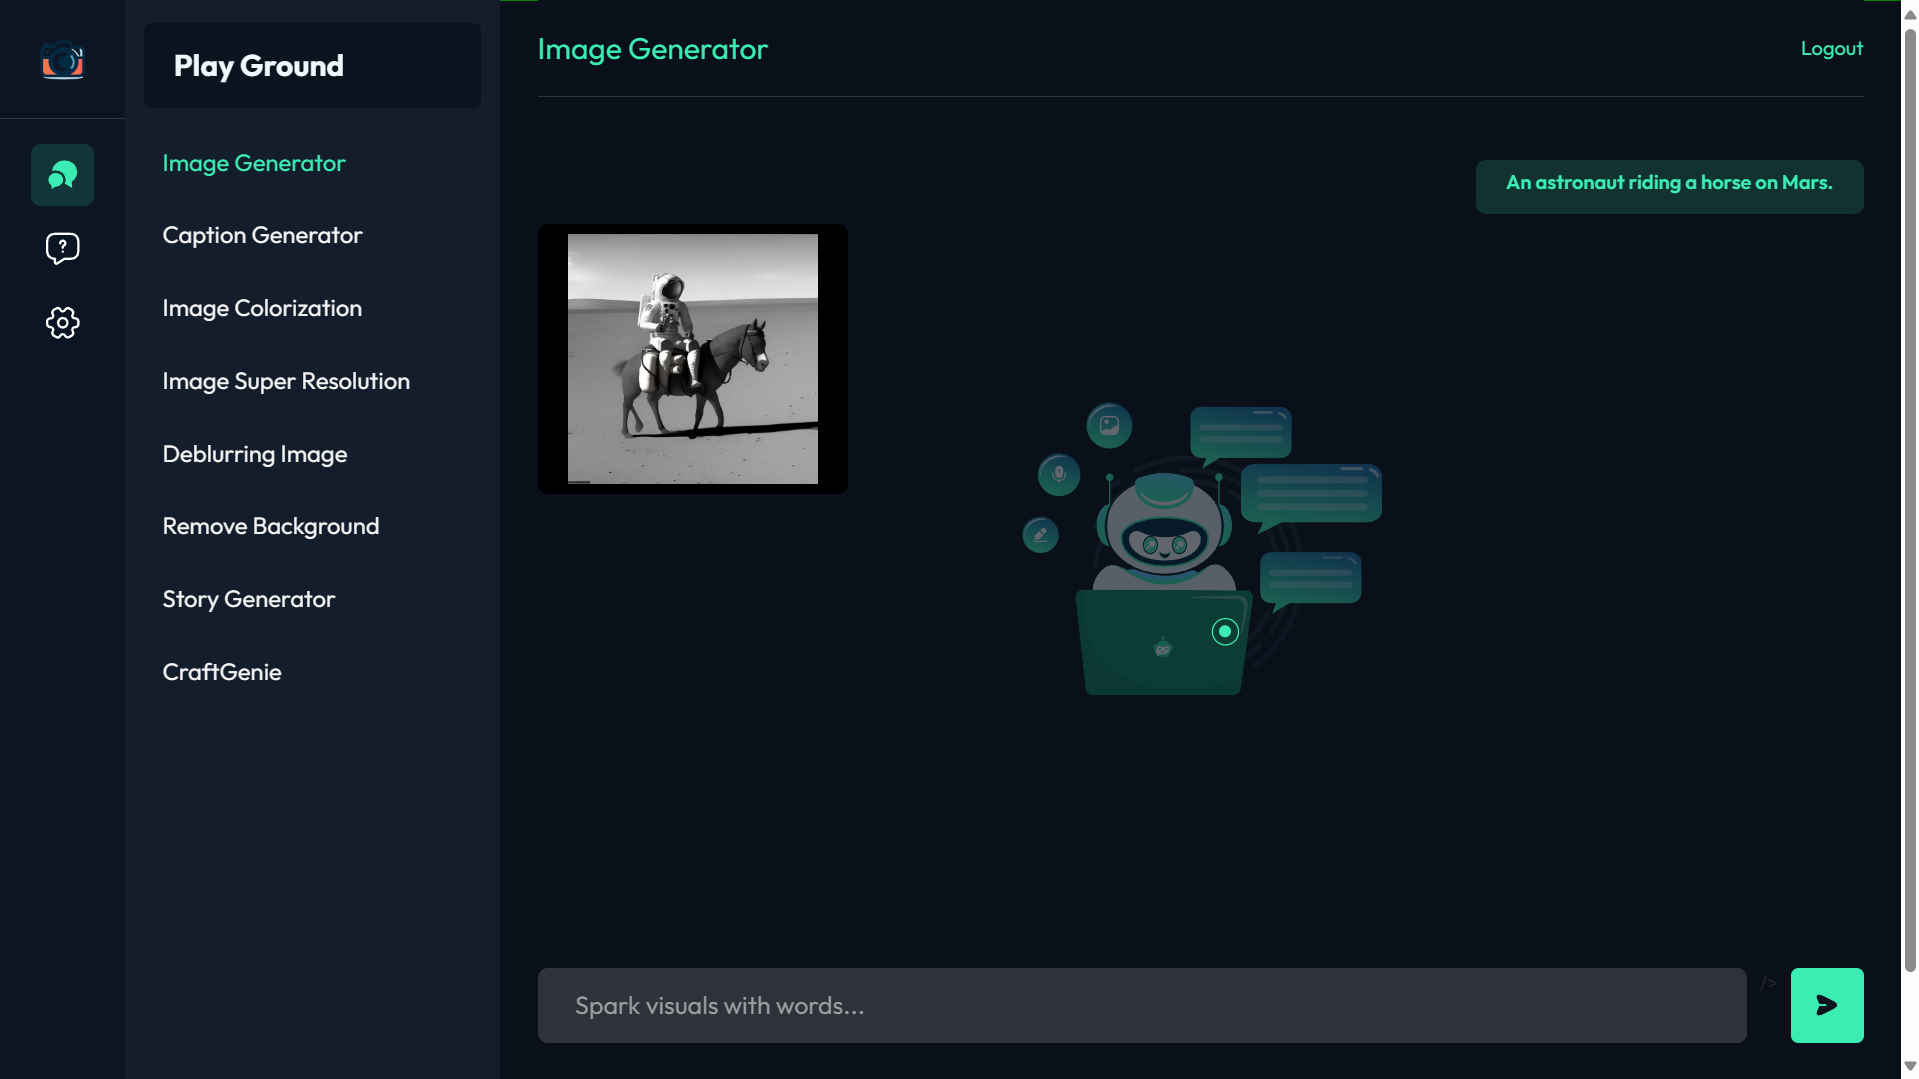 Play Ground
Image Generator
Caption Generator
Image Colorization
Image Super Resolution
Deblurring Image
Remove Background
Story Generator
CraftGenie
Image Generator
Logout
An astronaut riding a horse on Mars.
Spark visuals with words...
/>